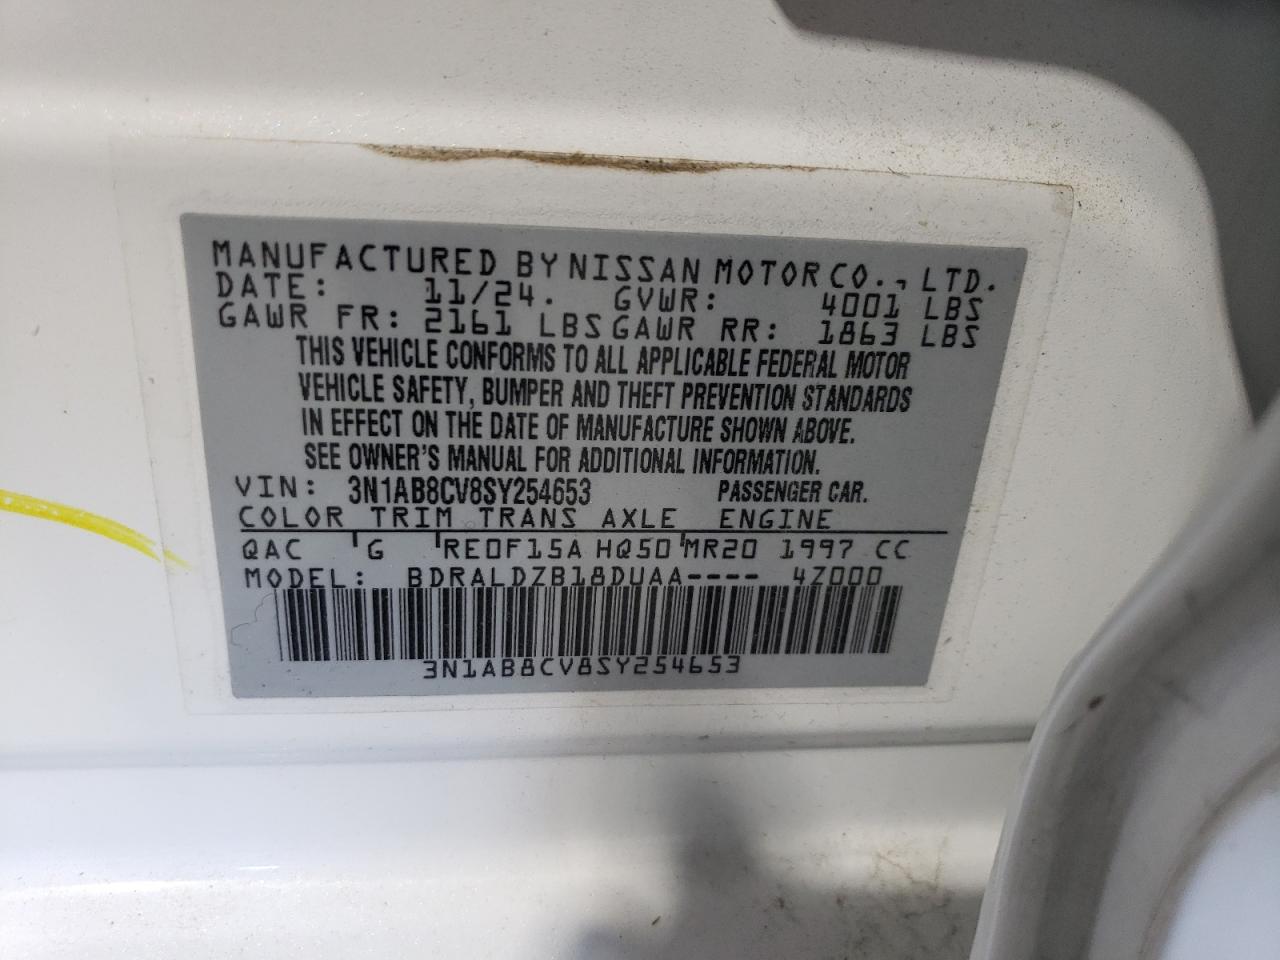 MANUFACTURED BY NISSAN MOTOR CO., LTD.
DATE: 11/24. GVWR: 4001 LBS
GAWR FR: 2161 LBS GAWR RR: 1863 LBS
THIS VEHICLE CONFORMS TO ALL APPLICABLE FEDERAL MOTOR
VEHICLE SAFETY, BUMPER AND THEFT PREVENTION STANDARDS
IN EFFECT ON THE DATE OF MANUFACTURE SHOWN ABOVE.
SEE OWNER'S MANUAL FOR ADDITIONAL INFORMATION.
VIN: 3N1AB8CV8SY254653 PASSENGER CAR.
COLOR TRIM TRANS AXLE ENGINE
QAC G RE0F15A HQ50 MR20 1997 CC
MODEL: BDRALDZB18DUAA---- 4Z000
3N1AB8CV8SY254653